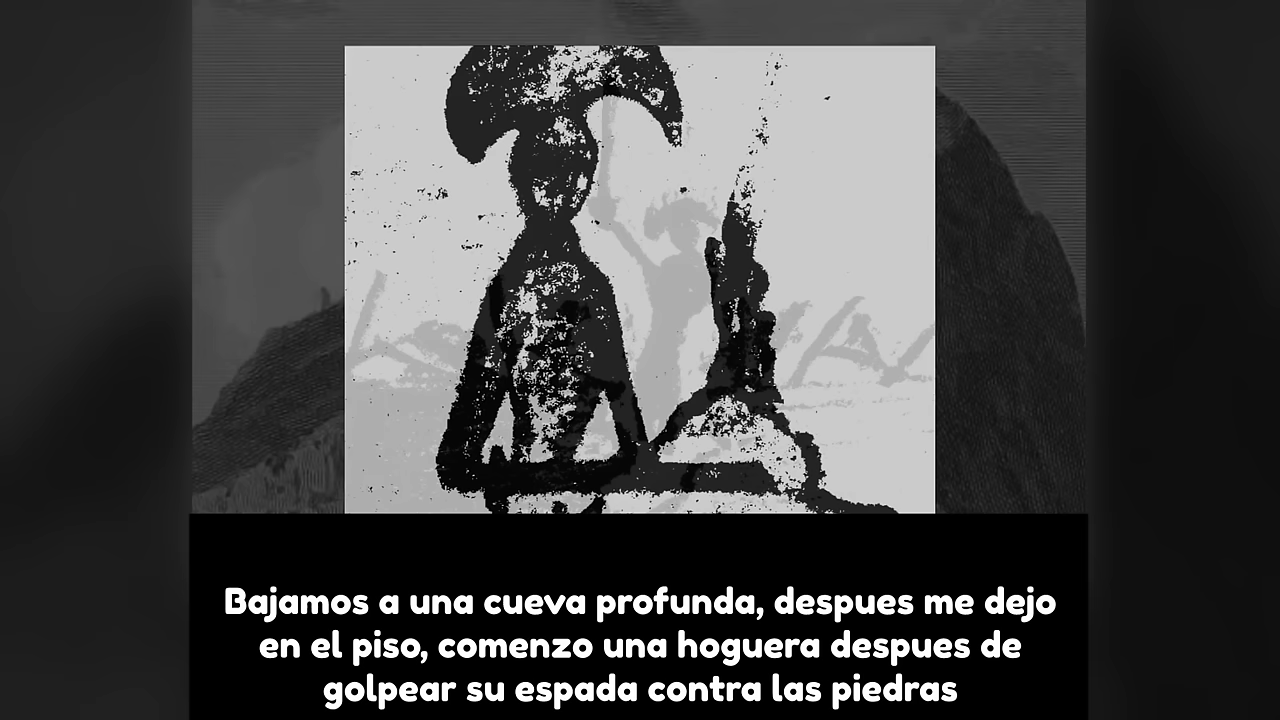 Bajamos a una cueva profunda, despues me dejo
en el piso, comenzo una hoguera despues de
golpear su espada contra las piedras